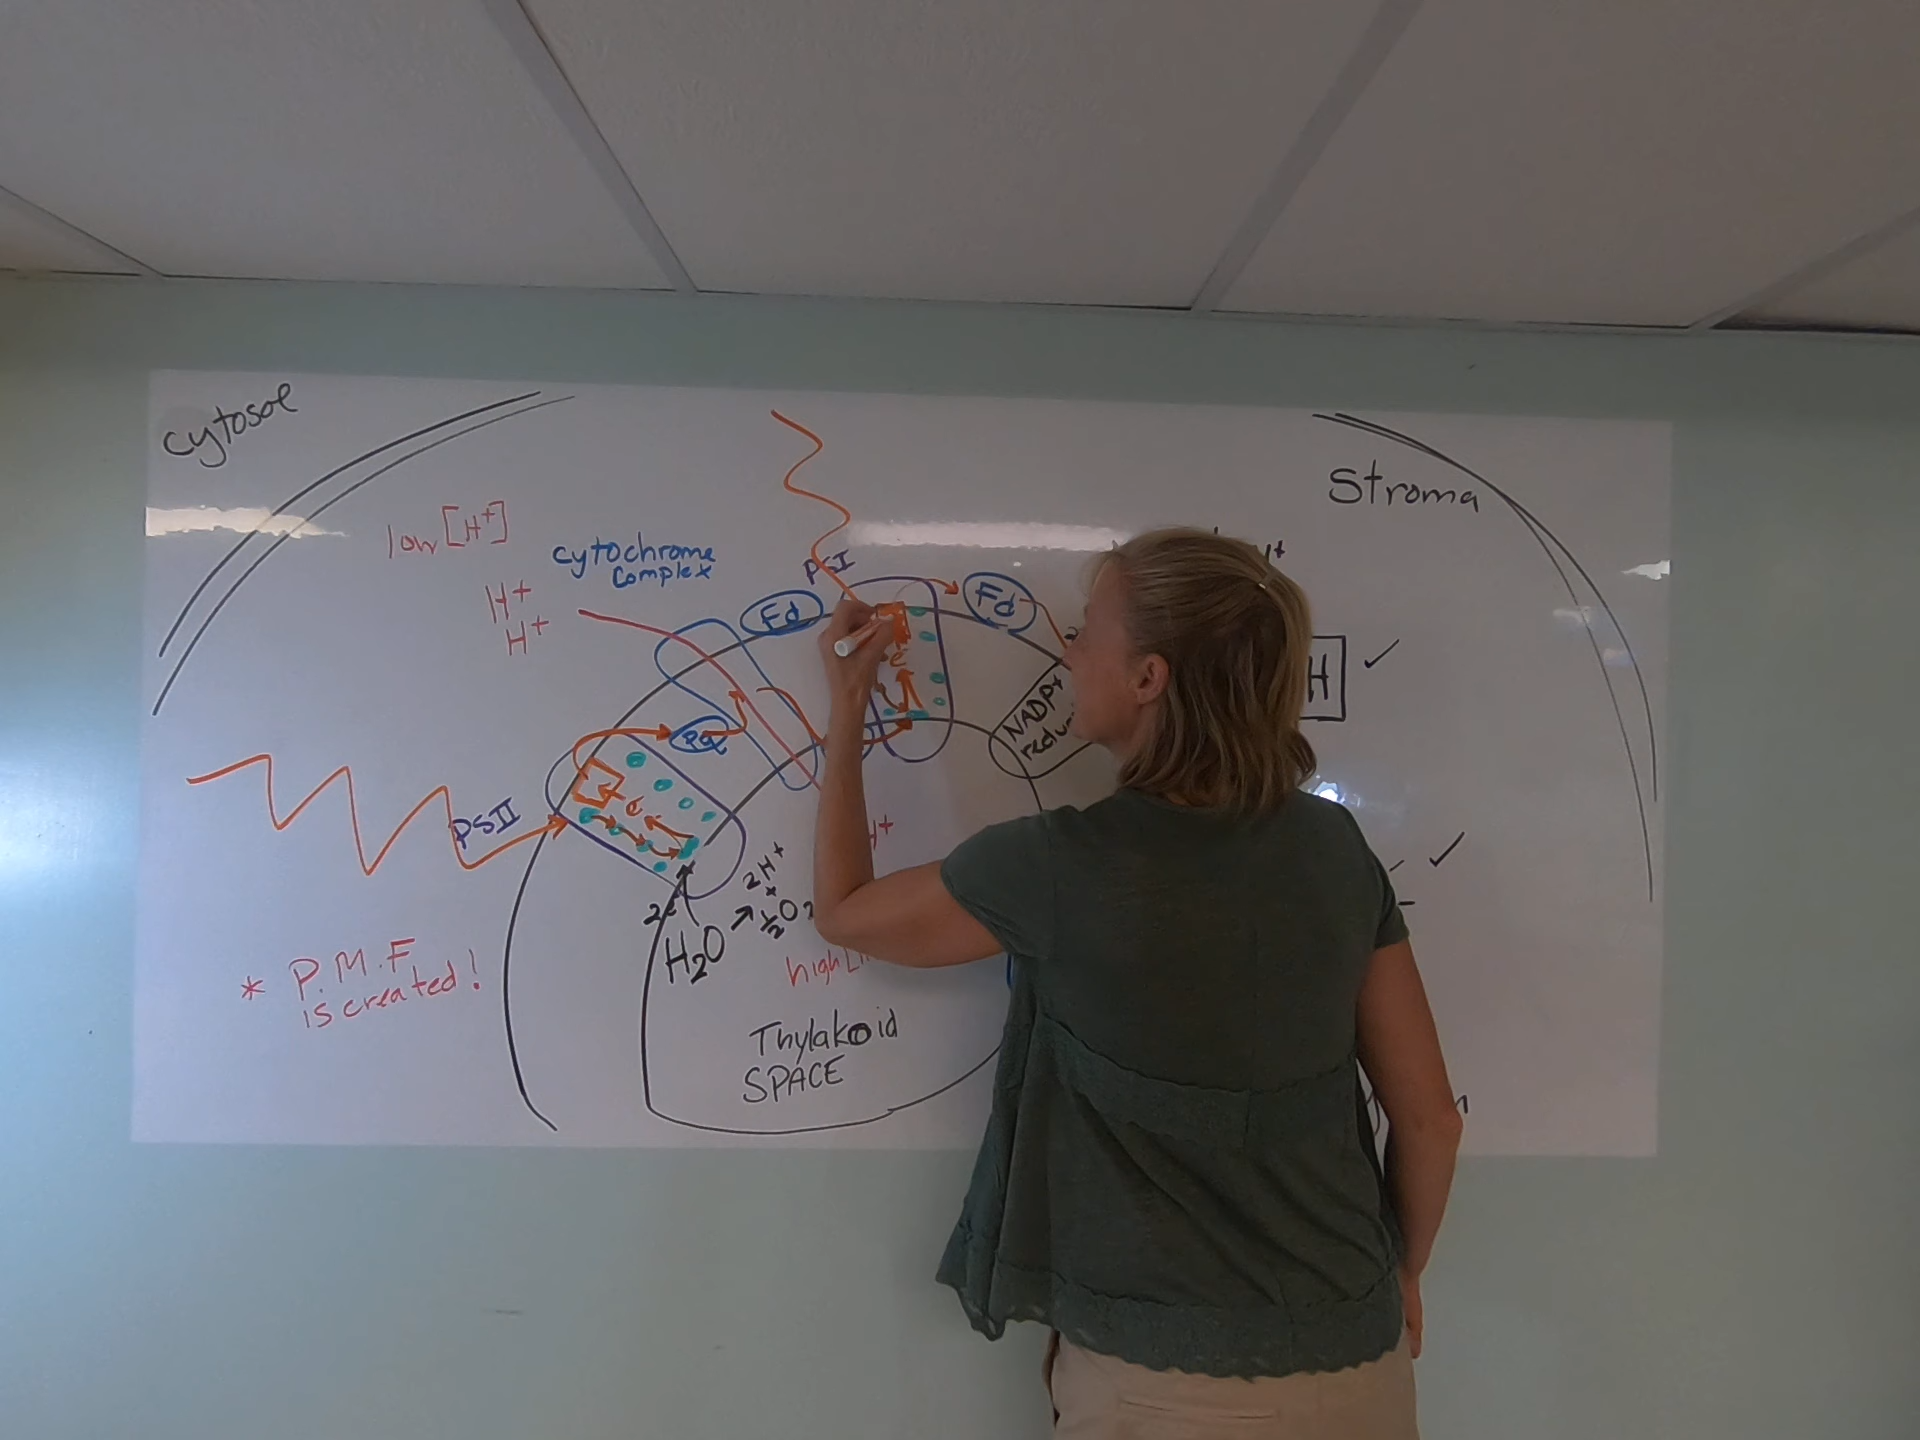 cytosol
Stroma
low [H+]
cytochrome
complex
PSI
H+
H+
Fd
Fd
e-
NADP+
Pq
PSII
e-
H+
2H+
+
½O2
2e-
H2O
high
* P.M.F
is created!
Thylakoid
SPACE